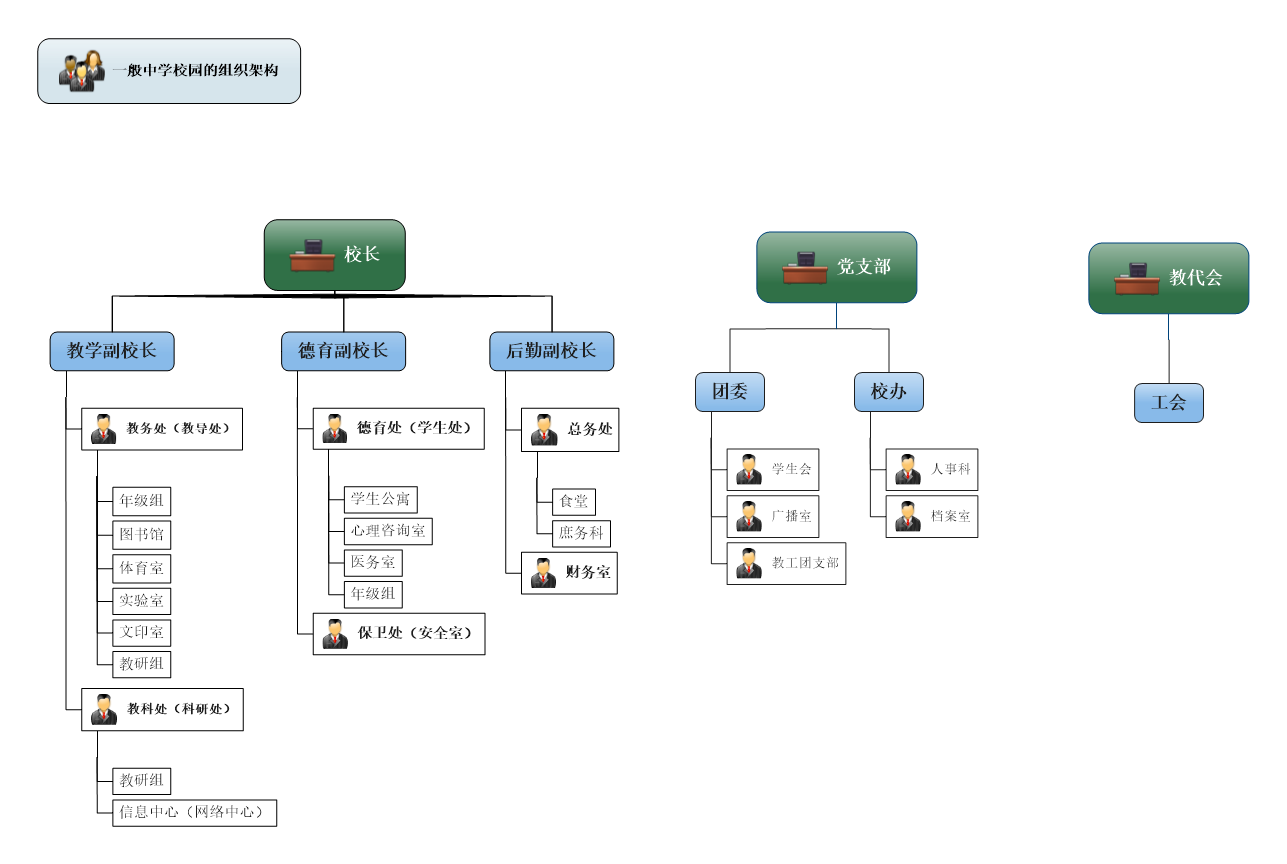 一般中学校园的组织架构
校长
教学副校长
教务处（教导处）
年级组
图书馆
体育室
实验室
文印室
教研组
教科处（科研处）
教研组
信息中心（网络中心）
德育副校长
德育处（学生处）
学生公寓
心理咨询室
医务室
年级组
保卫处（安全室）
后勤副校长
总务处
食堂
庶务科
财务室
党支部
团委
学生会
广播室
教工团支部
校办
人事科
档案室
教代会
工会